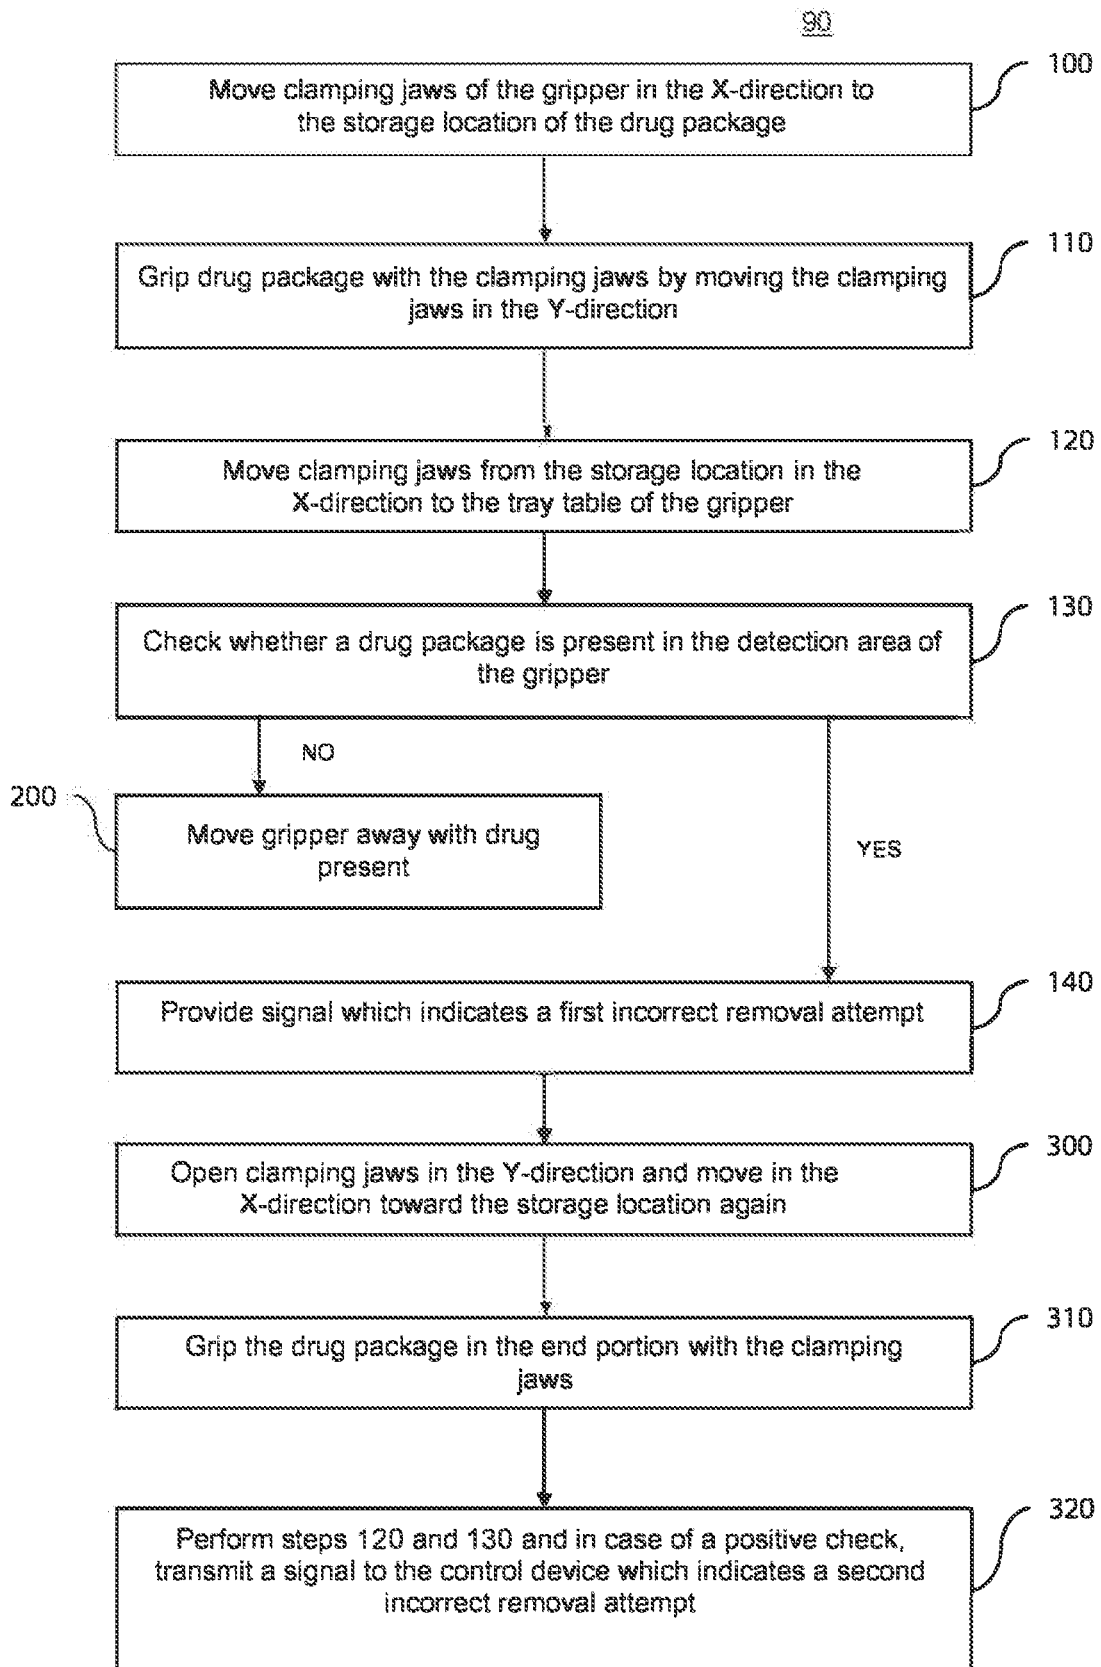 90
100
Move clamping jaws of the gripper in the X-direction to
the storage location of the drug package
110
Grip drug package with the clamping jaws by moving the clamping
jaws in the Y-direction
120
Move clamping jaws from the storage location in the
X-direction to the tray table of the gripper
130
Check whether a drug package is present in the detection area of
the gripper
NO
200
Move gripper away with drug
present
YES
140
Provide signal which indicates a first incorrect removal attempt
300
Open clamping jaws in the Y-direction and move in the
X-direction toward the storage location again
310
Grip the drug package in the end portion with the clamping
jaws
320
Perform steps 120 and 130 and in case of a positive check,
transmit a signal to the control device which indicates a second
incorrect removal attempt